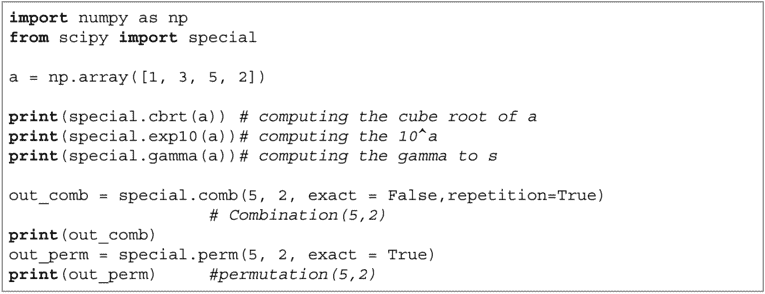 import numpy as np
from scipy import special
a = np.array([1, 3, 5, 2])
print(special.cbrt(a)) # computing the cube root of a
print(special.exp10(a))# computing the 10^a
print(special.gamma(a))# computing the gamma to s
out_comb = special.comb(5, 2, exact = False,repetition=True)
# Combination(5,2)
print(out_comb)
out_perm = special.perm(5, 2, exact = True)
print(out_perm) #permutation(5,2)